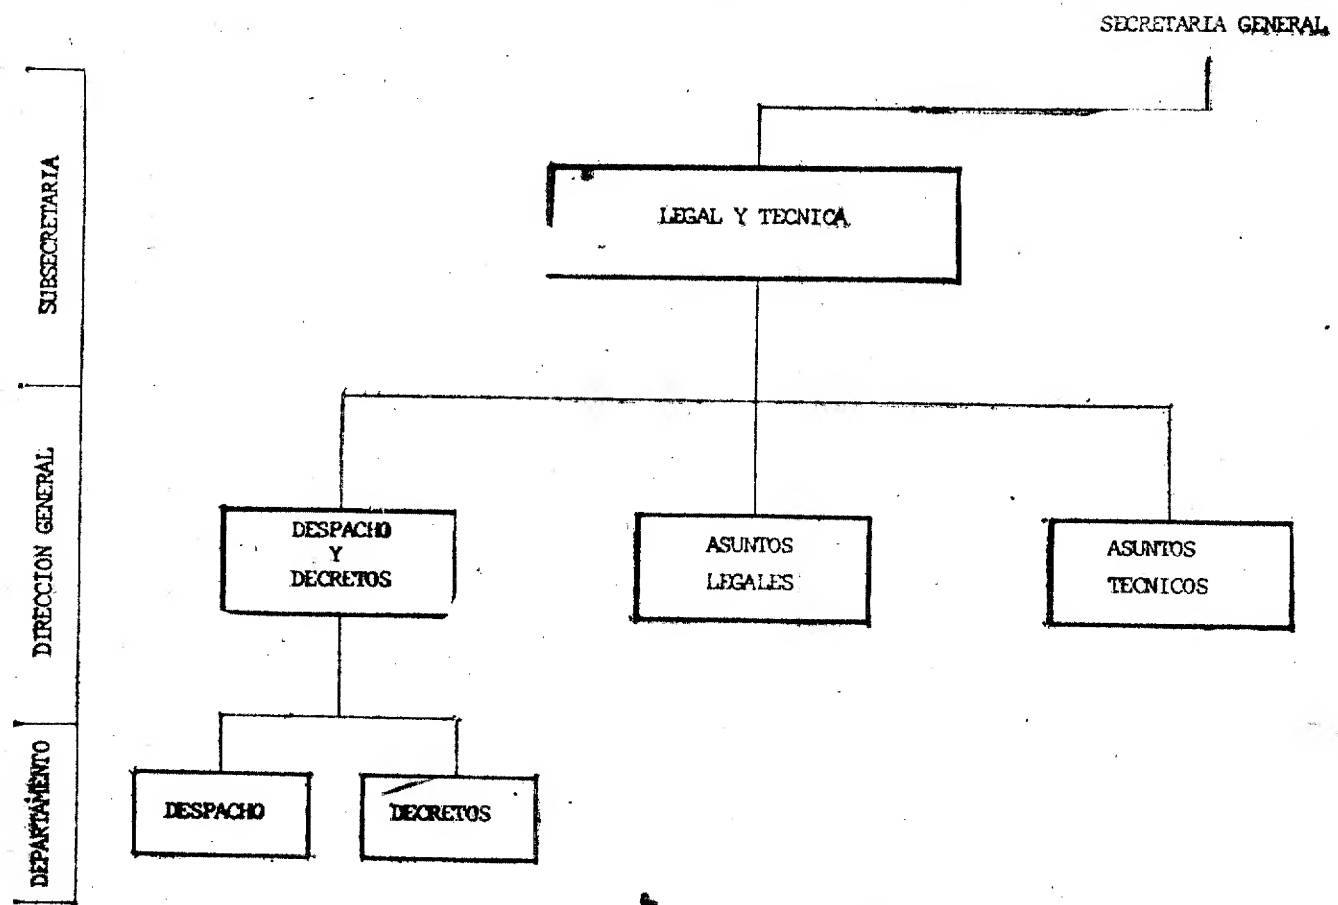 SECRETARIA GENERAL
SUBSECRETARIA
LEGAL Y TECNICA
DIRECCION GENERAL
DESPACHO
Y
DECRETOS
ASUNTOS
LEGALES
ASUNTOS
TECNICOS
DEPARTAMENTO
DESPACHO
DECRETOS